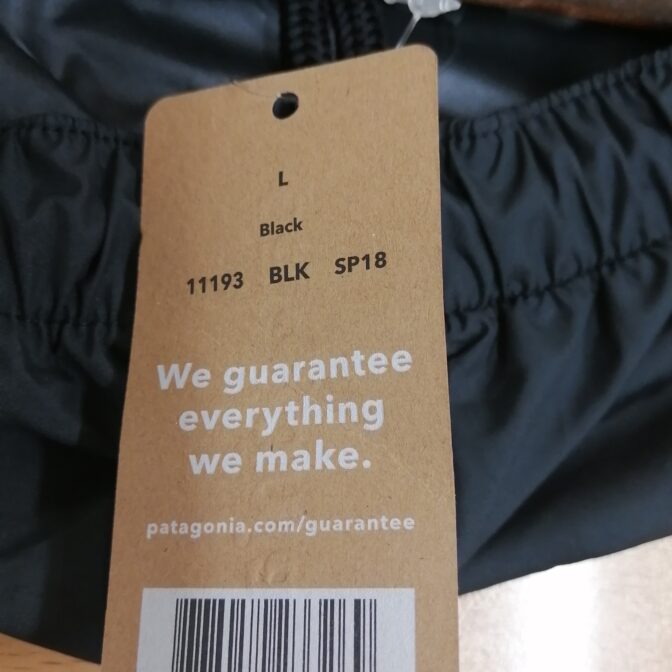 L
Black
11193 BLK SP18
We guarantee
everything
we make.
patagonia.com/guarantee